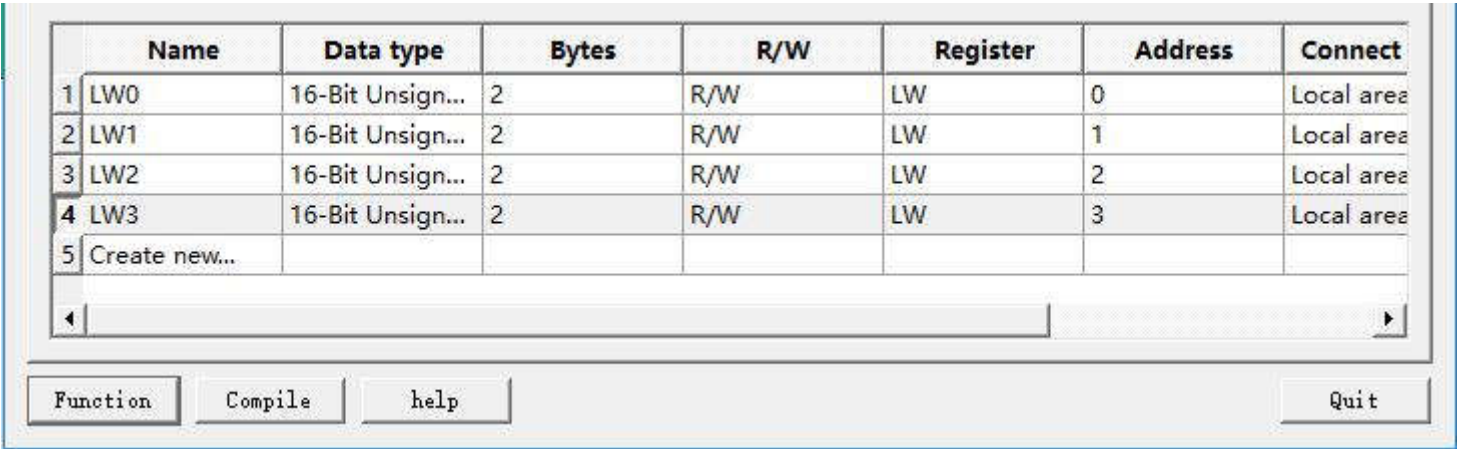 Name Data type Bytes R/W Register Address Connect
1 LW0 16-Bit Unsign... 2 R/W LW 0 Local area
2 LW1 16-Bit Unsign... 2 R/W LW 1 Local area
3 LW2 16-Bit Unsign... 2 R/W LW 2 Local area
4 LW3 16-Bit Unsign... 2 R/W LW 3 Local area
5 Create new...
Function Compile help Quit